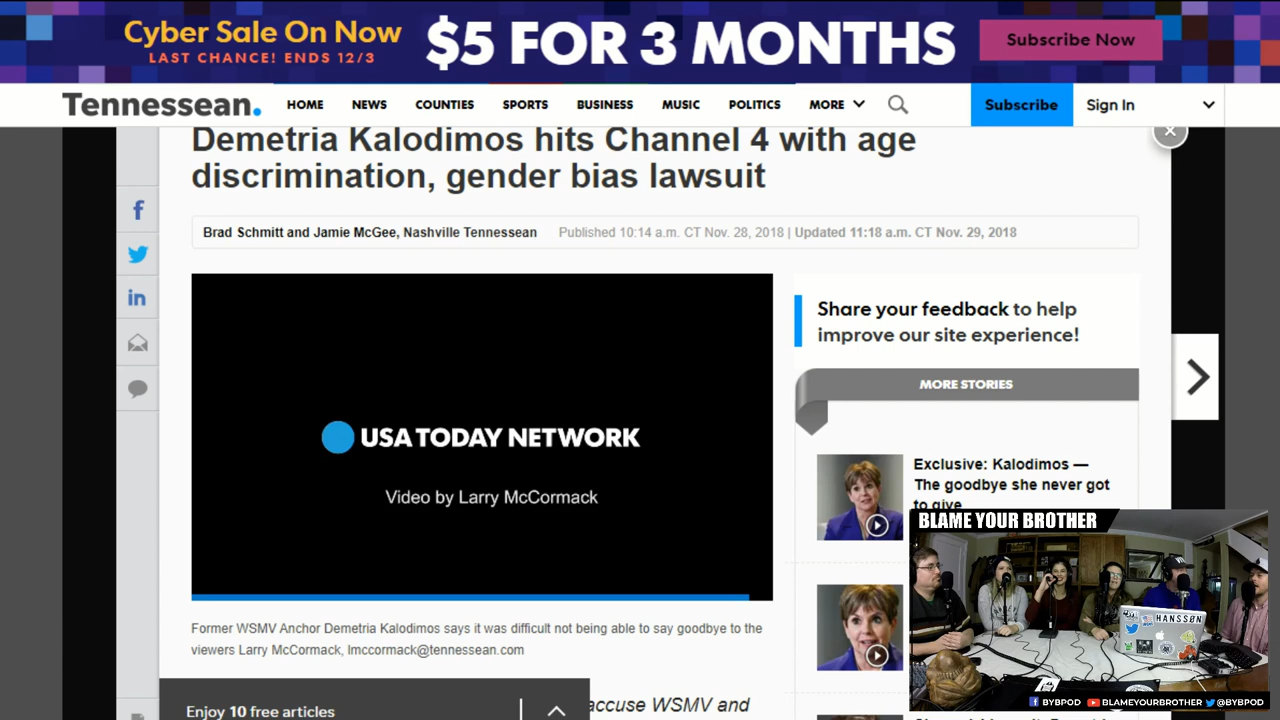 Cyber Sale On Now
LAST CHANCE! ENDS 12/3
$5 FOR 3 MONTHS
Subscribe Now
Tennessean.
HOME
NEWS
COUNTIES
SPORTS
BUSINESS
MUSIC
POLITICS
MORE
Subscribe
Sign In
Demetria Kalodimos hits Channel 4 with age
discrimination, gender bias lawsuit
Brad Schmitt and Jamie McGee, Nashville Tennessean
Published 10:14 a.m. CT Nov. 28, 2018 | Updated 11:18 a.m. CT Nov. 29, 2018
USA TODAY NETWORK
Video by Larry McCormack
Former WSMV Anchor Demetria Kalodimos says it was difficult not being able to say goodbye to the
viewers Larry McCormack, lmccormack@tennessean.com
Share your feedback to help
improve our site experience!
MORE STORIES
Exclusive: Kalodimos —
The goodbye she never got
to give
Enjoy 10 free articles
accuse WSMV and
BLAME YOUR BROTHER
HANSSØN
BYBPOD
BLAMEYOURBROTHER
@BYBPOD